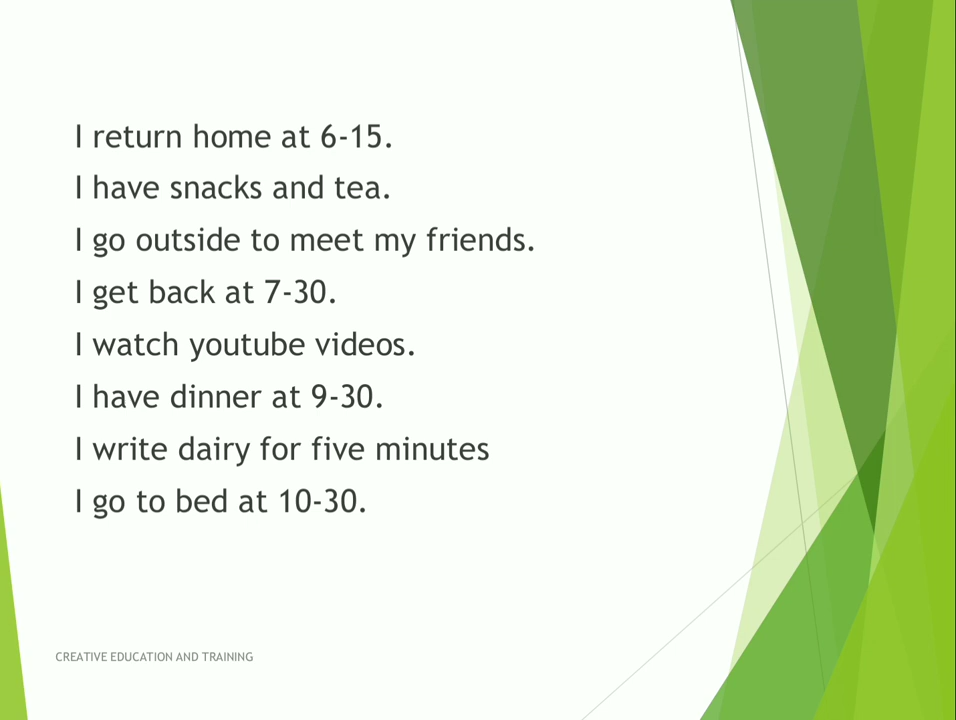 I return home at 6-15.
I have snacks and tea.
I go outside to meet my friends.
I get back at 7-30.
I watch youtube videos.
I have dinner at 9-30.
I write dairy for five minutes
I go to bed at 10-30.
CREATIVE EDUCATION AND TRAINING